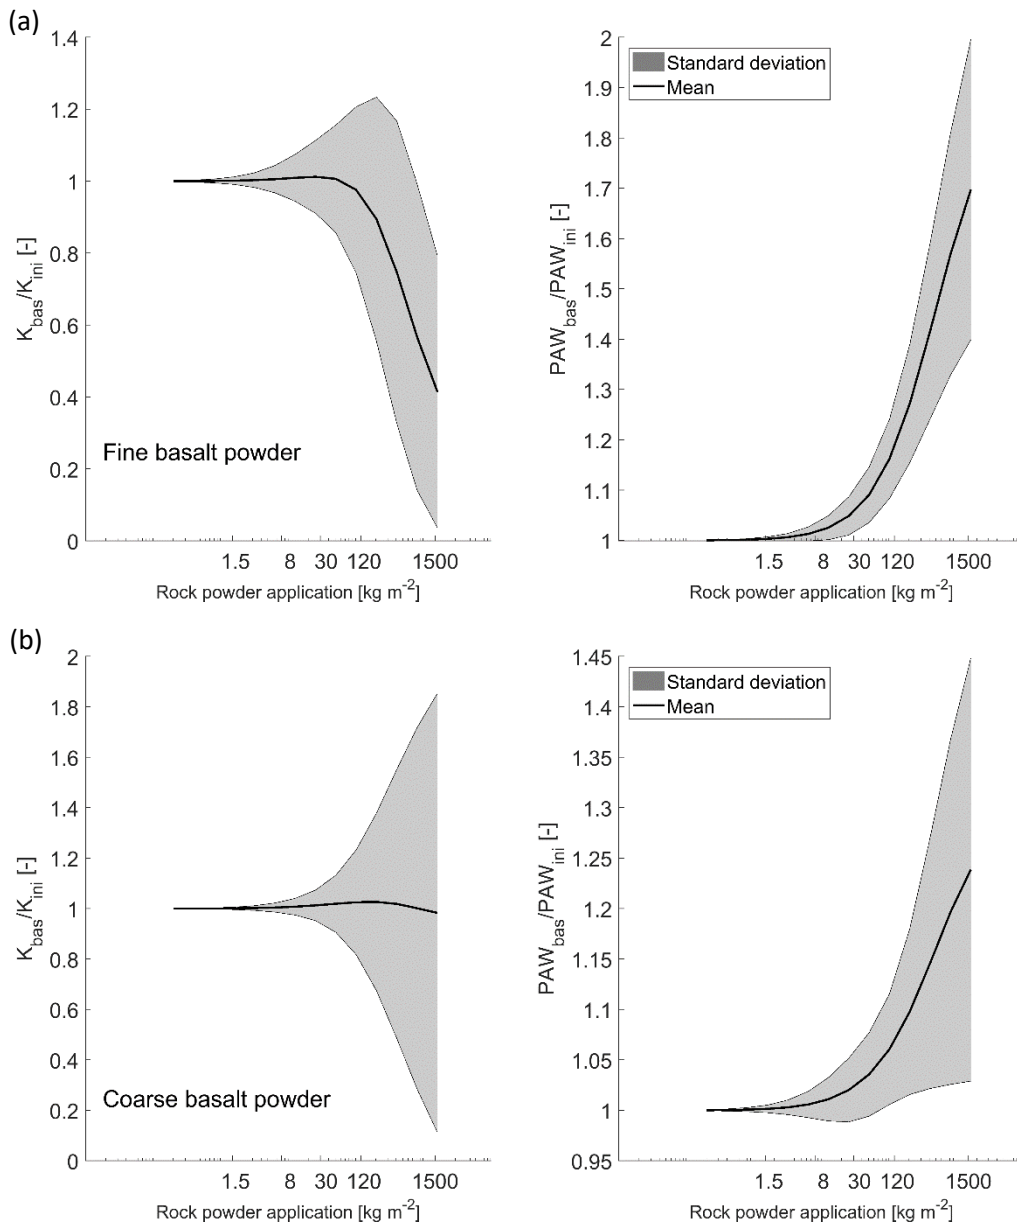 (a)
1.4
1.2
1
0.8
0.6
0.4
0.2
0
K_bas/K_ini [-]
Fine basalt powder
1.5 8 30 120 1500
Rock powder application [kg m^-2]
2
1.9
1.8
1.7
1.6
1.5
1.4
1.3
1.2
1.1
1
PAW_bas/PAW_ini [-]
Standard deviation
Mean
1.5 8 30 120 1500
Rock powder application [kg m^-2]
(b)
2
1.8
1.6
1.4
1.2
1
0.8
0.6
0.4
0.2
0
K_bas/K_ini [-]
Coarse basalt powder
1.5 8 30 120 1500
Rock powder application [kg m^-2]
1.45
1.4
1.35
1.3
1.25
1.2
1.15
1.1
1.05
1
0.95
PAW_bas/PAW_ini [-]
Standard deviation
Mean
1.5 8 30 120 1500
Rock powder application [kg m^-2]